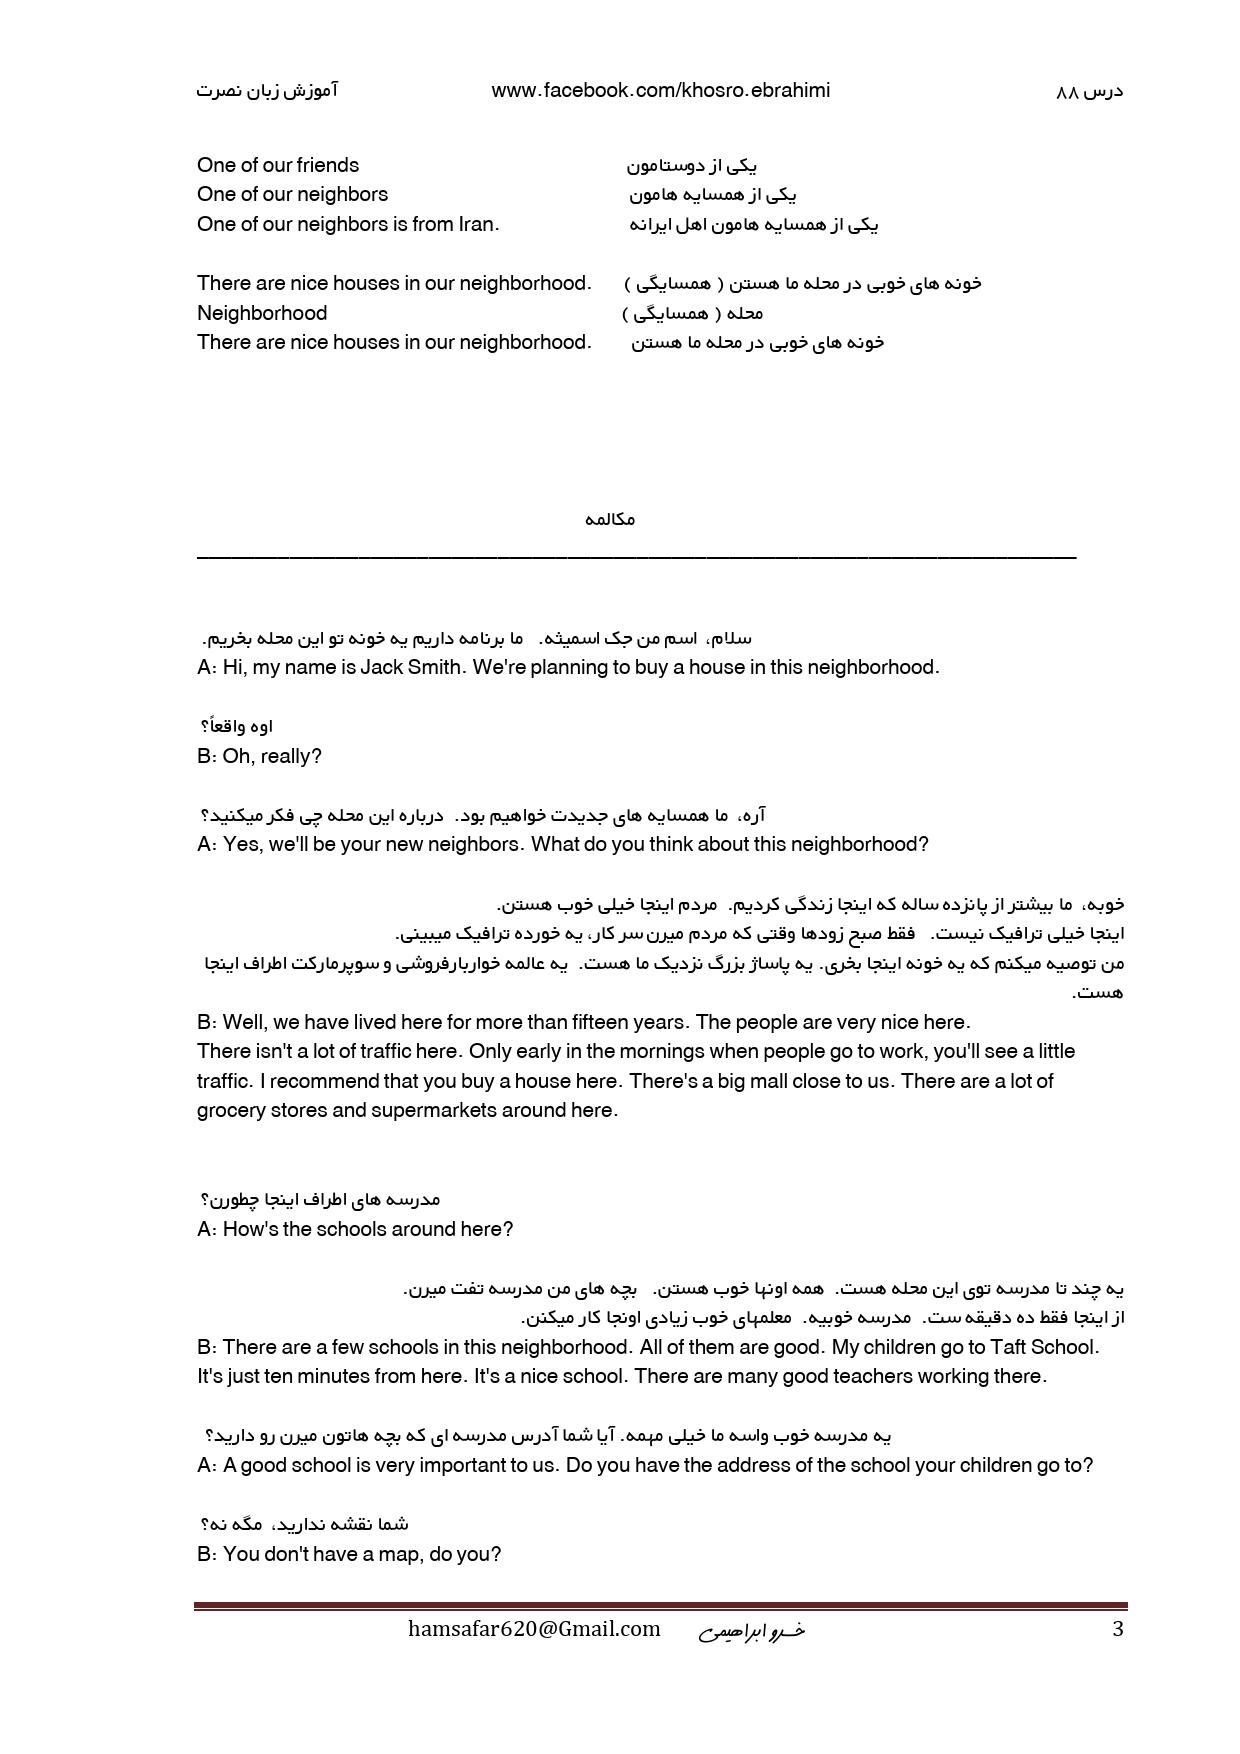 آموزش زبان نصرت www.facebook.com/khosro.ebrahimi درس ۸۸
One of our friends یکی از دوستامون
One of our neighbors یکی از همسایه هامون
One of our neighbors is from Iran. یکی از همسایه هامون اهل ایرانه
There are nice houses in our neighborhood. خونه های خوبی در محله ما هستن ( همسایگی )
Neighborhood محله ( همسایگی )
There are nice houses in our neighborhood. خونه های خوبی در محله ما هستن
مکالمه
سلام، اسم من جک اسمیثه. ما برنامه داریم یه خونه تو این محله بخریم.
A: Hi, my name is Jack Smith. We're planning to buy a house in this neighborhood.
اوه واقعاً؟
B: Oh, really?
آره، ما همسایه های جدیدت خواهیم بود. درباره این محله چی فکر میکنید؟
A: Yes, we'll be your new neighbors. What do you think about this neighborhood?
خوبه، ما بیشتر از پانزده ساله که اینجا زندگی کردیم. مردم اینجا خیلی خوب هستن.
اینجا خیلی ترافیک نیست. فقط صبح زودها وقتی که مردم میرن سر کار، یه خورده ترافیک میبینی.
من توصیه میکنم که یه خونه اینجا بخری. یه پاساژ بزرگ نزدیک ما هست. یه عالمه خواربارفروشی و سوپرمارکت اطراف اینجا
هست.
B: Well, we have lived here for more than fifteen years. The people are very nice here.
There isn't a lot of traffic here. Only early in the mornings when people go to work, you'll see a little
traffic. I recommend that you buy a house here. There's a big mall close to us. There are a lot of
grocery stores and supermarkets around here.
مدرسه های اطراف اینجا چطورن؟
A: How's the schools around here?
یه چند تا مدرسه توی این محله هست. همه اونها خوب هستن. بچه های من مدرسه تفت میرن.
از اینجا فقط ده دقیقه ست. مدرسه خوبیه. معلمهای خوب زیادی اونجا کار میکنن.
B: There are a few schools in this neighborhood. All of them are good. My children go to Taft School.
It's just ten minutes from here. It's a nice school. There are many good teachers working there.
یه مدرسه خوب واسه ما خیلی مهمه. آیا شما آدرس مدرسه ای که بچه هاتون میرن رو دارید؟
A: A good school is very important to us. Do you have the address of the school your children go to?
شما نقشه ندارید، مگه نه؟
B: You don't have a map, do you?
hamsafar620@Gmail.com خسرو ابراهیمی 3